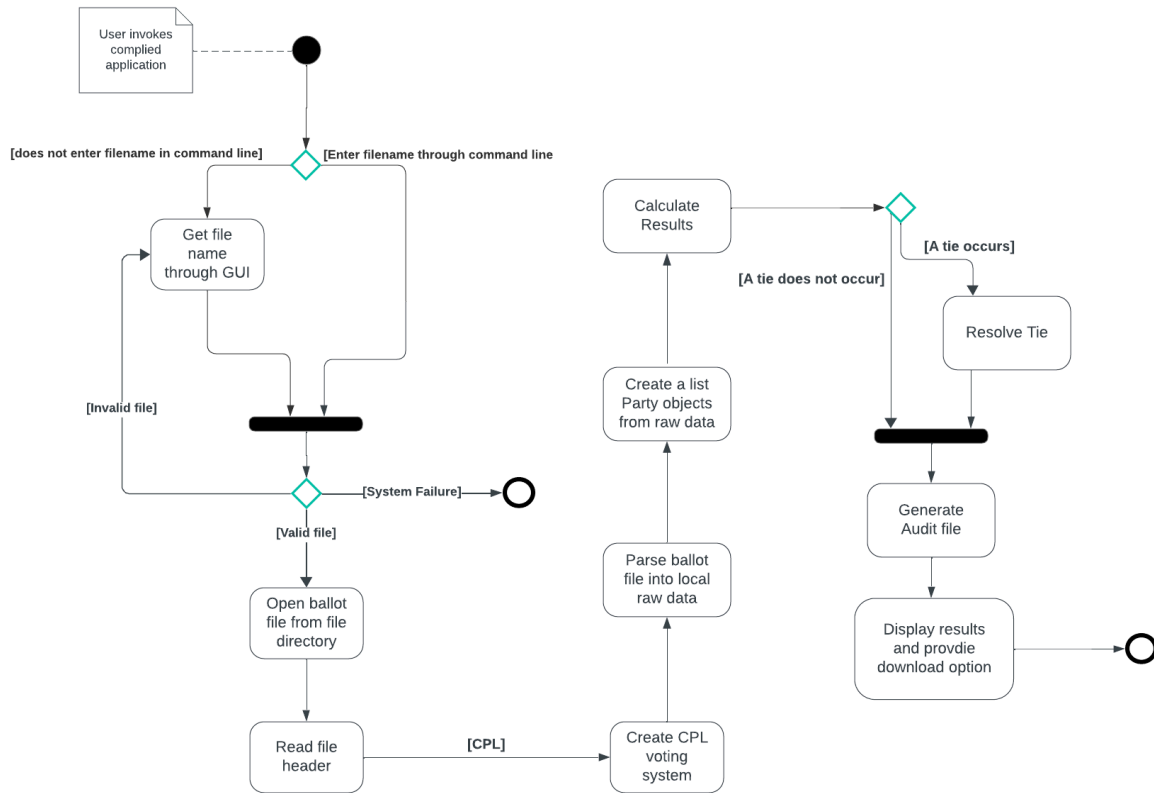 User invokes
complied
application
[does not enter filename in command line]
[Enter filename through command line
Get file
name
through GUI
[Invalid file]
[System Failure]
[Valid file]
Open ballot
file from file
directory
Read file
header
[CPL]
Create CPL
voting
system
Parse ballot
file into local
raw data
Create a list
Party objects
from raw data
Calculate
Results
[A tie does not occur]
[A tie occurs]
Resolve Tie
Generate
Audit file
Display results
and provdie
download option